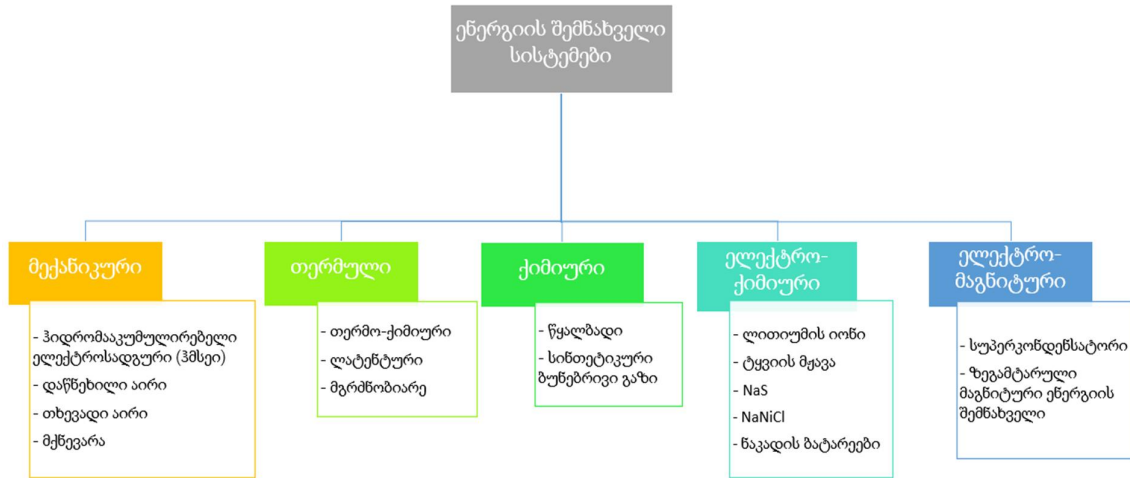 ენერგიის შემნახველი
სისტემები
მექანიკური
- ჰიდრომააკუმულირებელი
ელექტროსადგური (ჰმსეი)
- დაწნეხილი აირი
- თხევადი აირი
- მქნევარა
თერმული
- თერმო-ქიმიური
- ლატენტური
- მგრძნობიარე
ქიმიური
- წყალბადი
- სინთეტიკური
ბუნებრივი გაზი
ელექტრო-
ქიმიური
- ლითიუმის იონი
- ტყვიის მჟავა
- NaS
- NaNiCl
- ნაკადის ბატარეები
ელექტრო-
მაგნიტური
- სუპერკონდენსატორი
- ზეგამტარული
მაგნიტური ენერგიის
შემნახველი